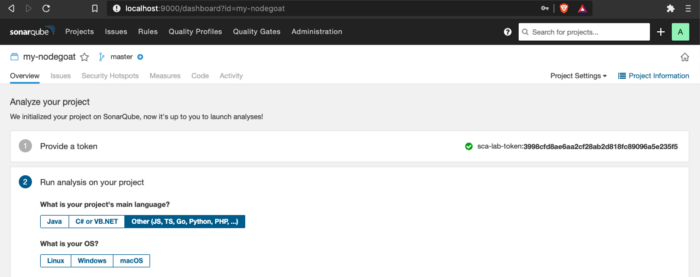 localhost:9000/dashboard?id=my-nodegoat
sonarqube Projects Issues Rules Quality Profiles Quality Gates Administration ? Search for projects... + A
my-nodegoat master
Overview Issues Security Hotspots Measures Code Activity Project Settings Project Information
Analyze your project
We initialized your project on SonarQube, now it's up to you to launch analyses!
1 Provide a token sca-lab-token:3998cfd8ae6aa2cf28ab2d818fc89096a5e235f5
2 Run analysis on your project
What is your project's main language?
Java C# or VB.NET Other (JS, TS, Go, Python, PHP, ...)
What is your OS?
Linux Windows macOS